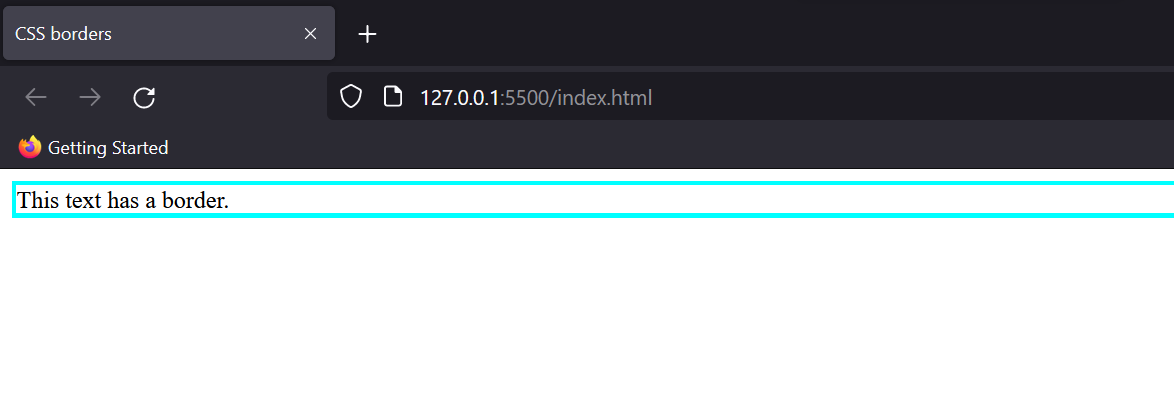 CSS borders
127.0.0.1:5500/index.html
Getting Started
This text has a border.